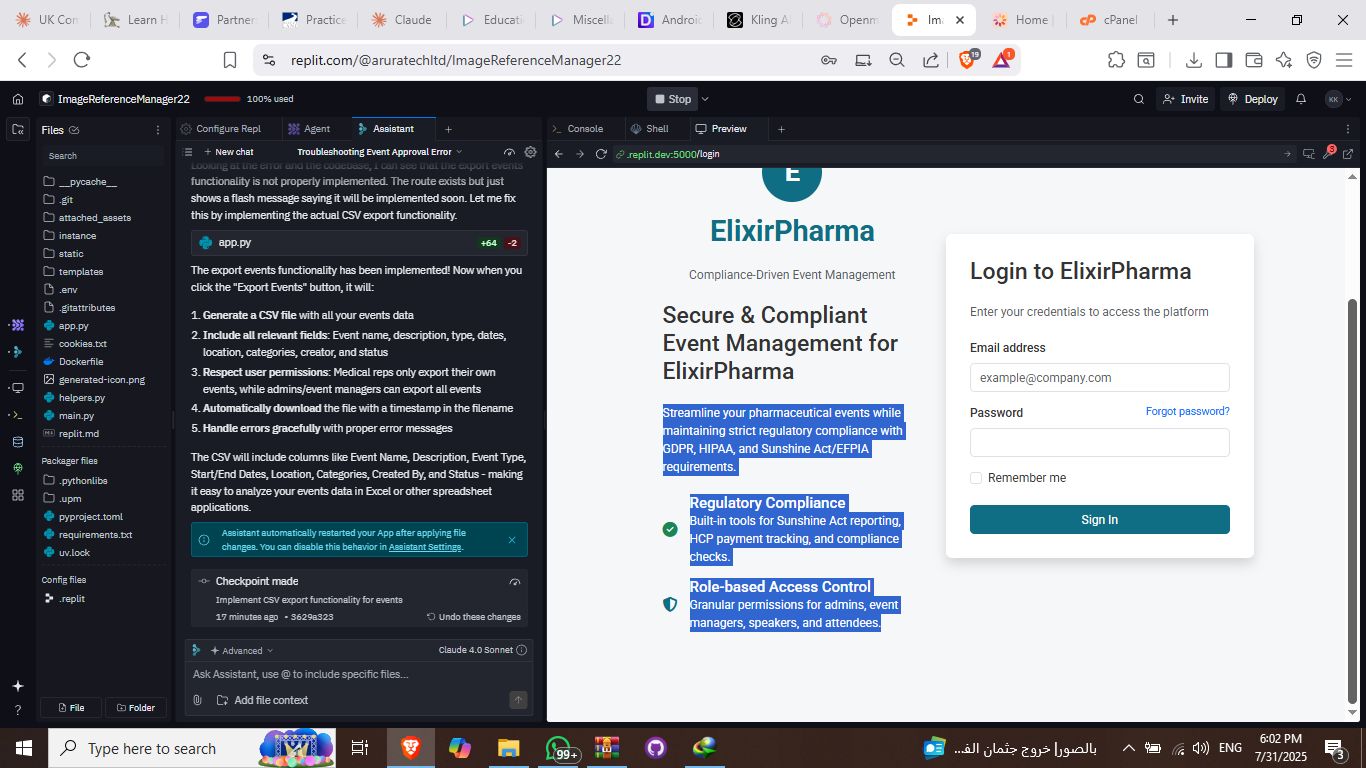 UK Con
Learn H
Partner
Practice
Claude
Educati
Miscella
Androi
Kling A
Openm
Ima
Home |
cPanel
replit.com/@aruratechltd/ImageReferenceManager22
19
1
ImageReferenceManager22
100% used
Stop
Invite
Deploy
KK
Files
Configure Repl
Agent
Assistant
Console
Shell
Preview
Search
New chat
Troubleshooting Event Approval Error
.replit.dev:5000/login
3
__pycache__
.git
attached_assets
instance
static
templates
.env
.gitattributes
app.py
cookies.txt
Dockerfile
generated-icon.png
helpers.py
main.py
replit.md
Packager files
.pythonlibs
.upm
pyproject.toml
requirements.txt
uv.lock
Config files
.replit
File
Folder
Looking at the error and the codebase, I can see that the export events
functionality is not properly implemented. The route exists but just
shows a flash message saying it will be implemented soon. Let me fix
this by implementing the actual CSV export functionality.
app.py
+64 -2
The export events functionality has been implemented! Now when you
click the "Export Events" button, it will:
1. Generate a CSV file with all your events data
2. Include all relevant fields: Event name, description, type, dates,
location, categories, creator, and status
3. Respect user permissions: Medical reps only export their own
events, while admins/event managers can export all events
4. Automatically download the file with a timestamp in the filename
5. Handle errors gracefully with proper error messages
The CSV will include columns like Event Name, Description, Event Type,
Start/End Dates, Location, Categories, Created By, and Status - making
it easy to analyze your events data in Excel or other spreadsheet
applications.
Assistant automatically restarted your App after applying file
changes. You can disable this behavior in Assistant Settings.
Checkpoint made
Implement CSV export functionality for events
17 minutes ago • 3629a323
Undo these changes
Advanced
Claude 4.0 Sonnet
Ask Assistant, use @ to include specific files...
Add file context
E
ElixirPharma
Compliance-Driven Event Management
Secure & Compliant
Event Management for
ElixirPharma
Streamline your pharmaceutical events while
maintaining strict regulatory compliance with
GDPR, HIPAA, and Sunshine Act/EFPIA
requirements.
Regulatory Compliance
Built-in tools for Sunshine Act reporting,
HCP payment tracking, and compliance
checks.
Role-based Access Control
Granular permissions for admins, event
managers, speakers, and attendees.
Login to ElixirPharma
Enter your credentials to access the platform
Email address
example@company.com
Password
Forgot password?
Remember me
Sign In
Type here to search
99+
بالصور| خروج جثمان الف...
ENG
6:02 PM
7/31/2025
3